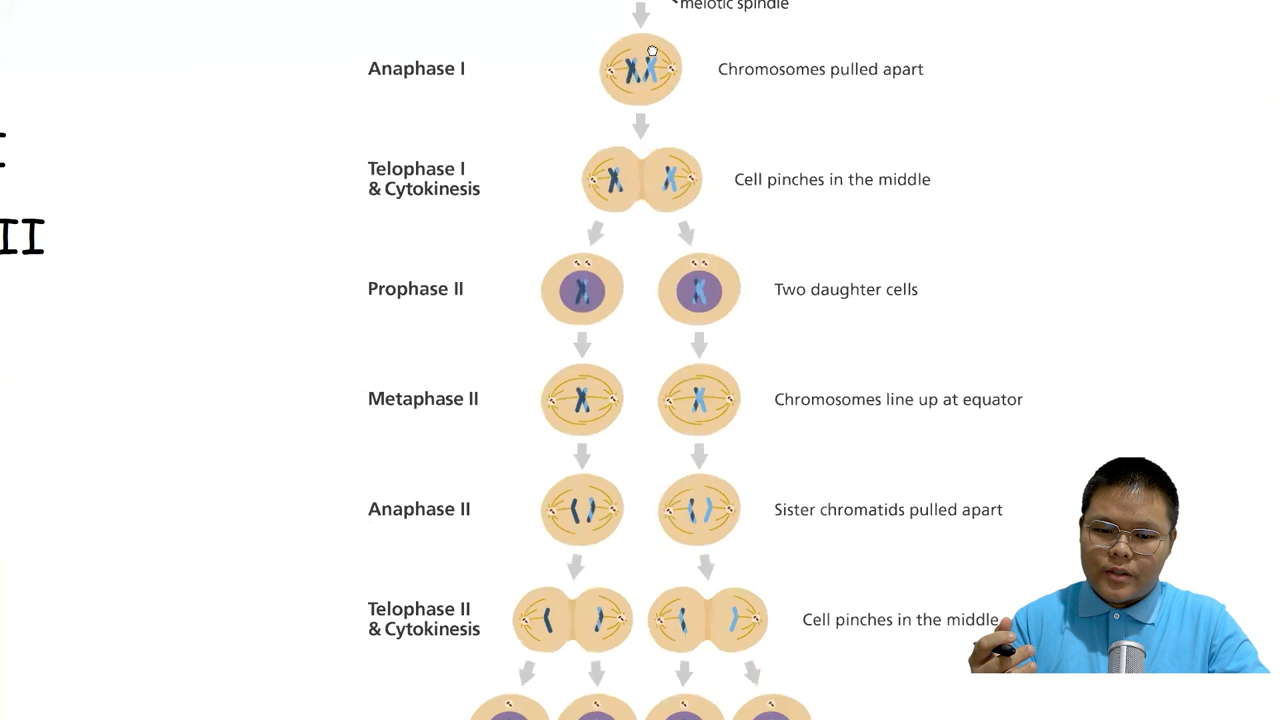 meiotic spindle
Anaphase I
Chromosomes pulled apart
I
Telophase I
& Cytokinesis
Cell pinches in the middle
II
Prophase II
Two daughter cells
Metaphase II
Chromosomes line up at equator
Anaphase II
Sister chromatids pulled apart
Telophase II
& Cytokinesis
Cell pinches in the middle